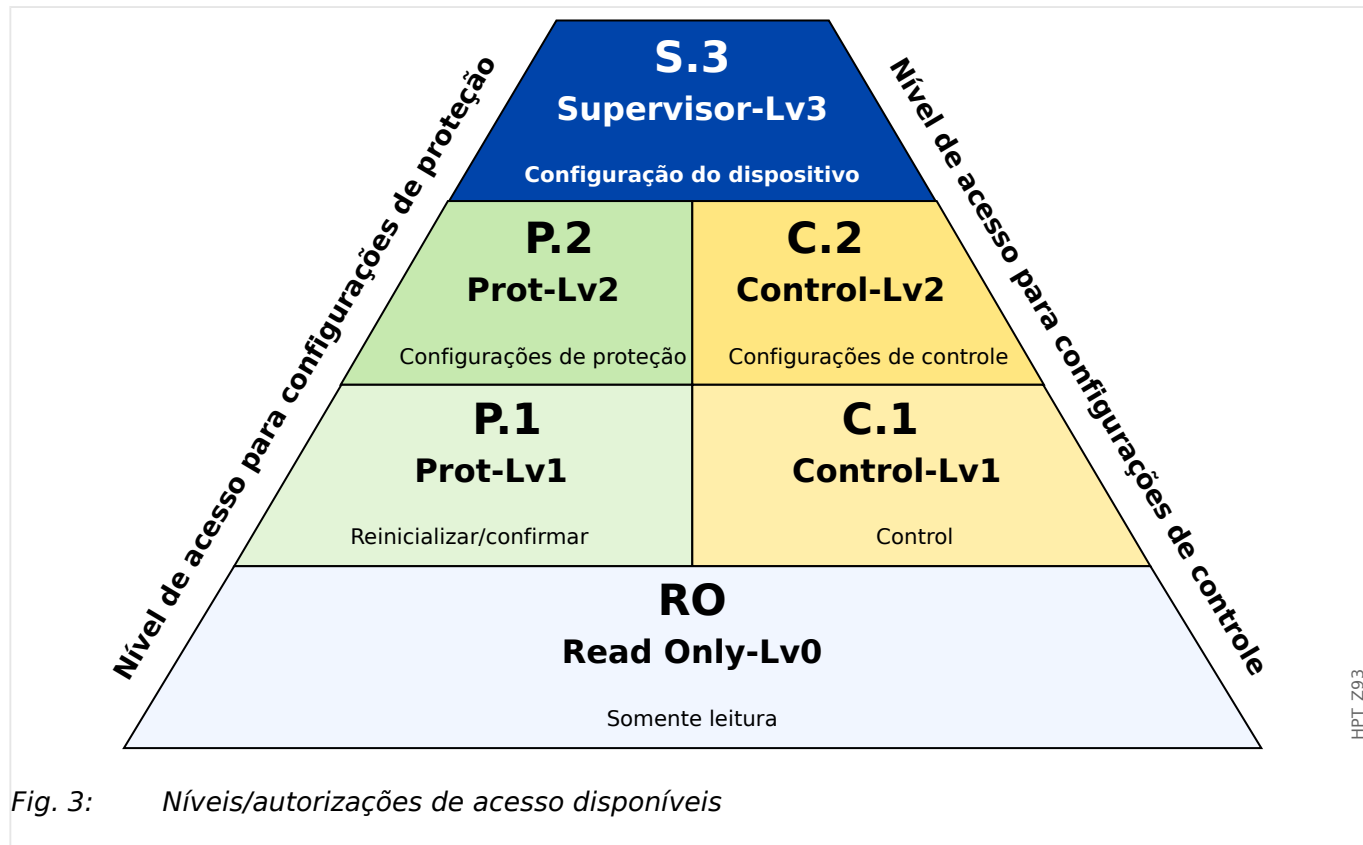 Nível de acesso para configurações de proteção
Nível de acesso para configurações de controle
S.3
Supervisor-Lv3
Configuração do dispositivo
P.2
Prot-Lv2
Configurações de proteção
C.2
Control-Lv2
Configurações de controle
P.1
Prot-Lv1
Reinicializar/confirmar
C.1
Control-Lv1
Control
RO
Read Only-Lv0
Somente leitura
HPT_Z93
Fig. 3: Níveis/autorizações de acesso disponíveis